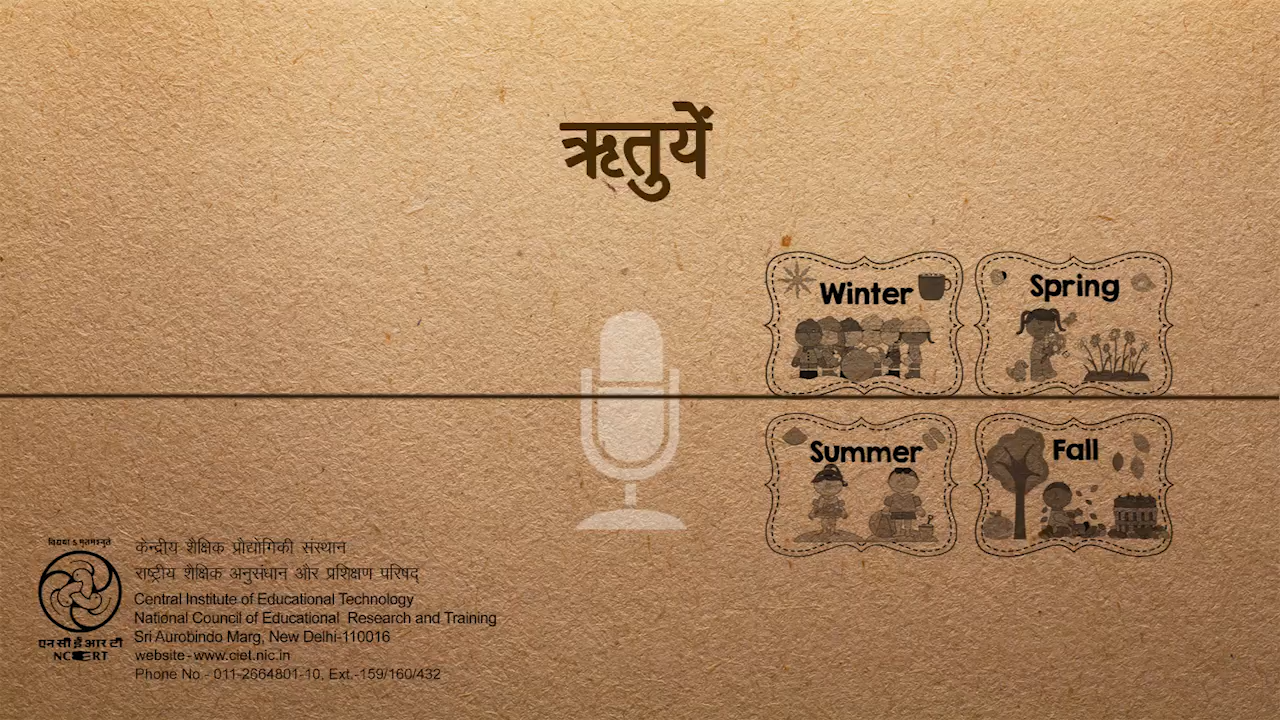 ऋतुयें
Winter
Spring
Summer
Fall
विद्यया ऽ मृतमश्नुते
एन सी ई आर टी
NCERT
केन्द्रीय शैक्षिक प्रौद्योगिकी संस्थान
राष्ट्रीय शैक्षिक अनुसंधान और प्रशिक्षण परिषद्
Central Institute of Educational Technology
National Council of Educational Research and Training
Sri Aurobindo Marg, New Delhi-110016
website - www.ciet.nic.in
Phone No.- 011-2664801-10, Ext.-159/160/432